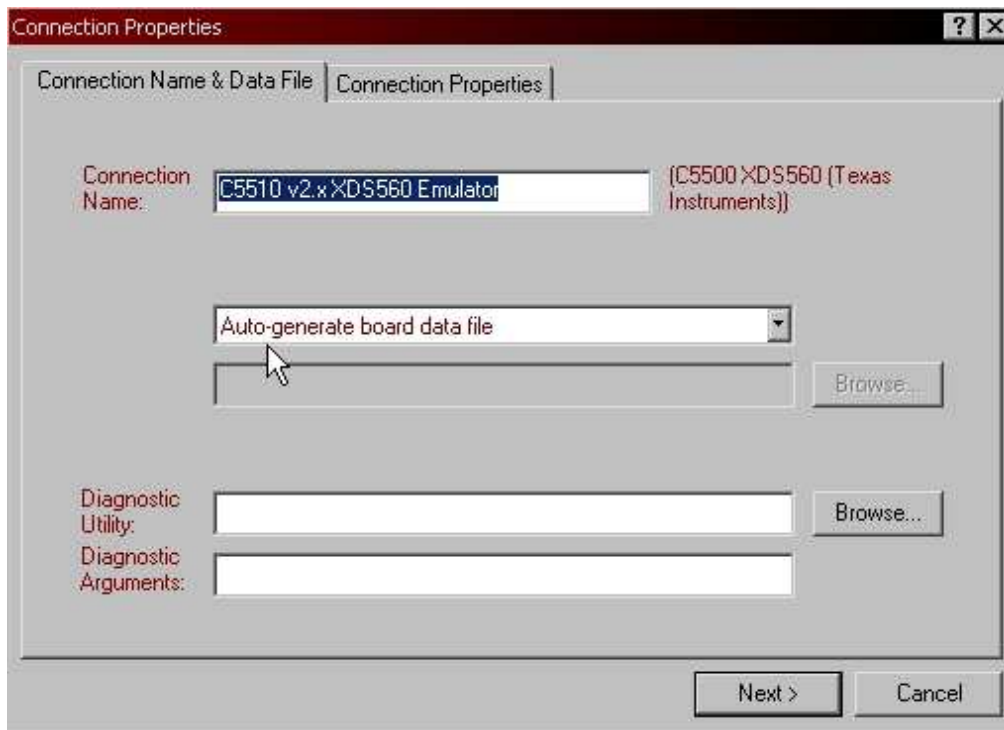 Connection Properties
Connection Name & Data File
Connection Properties
Connection
Name:
C5510 v2.x XDS560 Emulator
(C5500 XDS560 (Texas
Instruments))
Auto-generate board data file
Browse...
Diagnostic
Utility:
Browse...
Diagnostic
Arguments:
Next >
Cancel